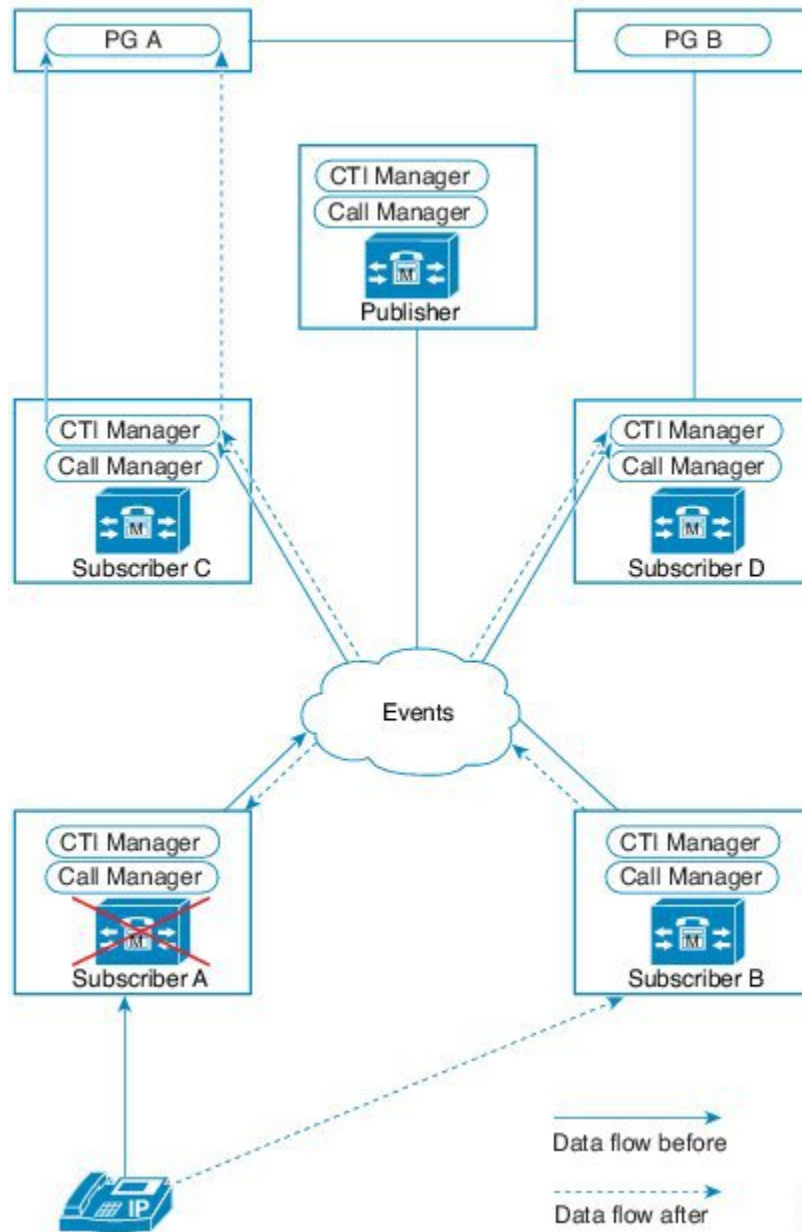 PG A
PG B
CTI Manager
Call Manager
M
Publisher
CTI Manager
Call Manager
M
Subscriber C
CTI Manager
Call Manager
M
Subscriber D
Events
CTI Manager
Call Manager
M
Subscriber A
CTI Manager
Call Manager
M
Subscriber B
IP
Data flow before
Data flow after